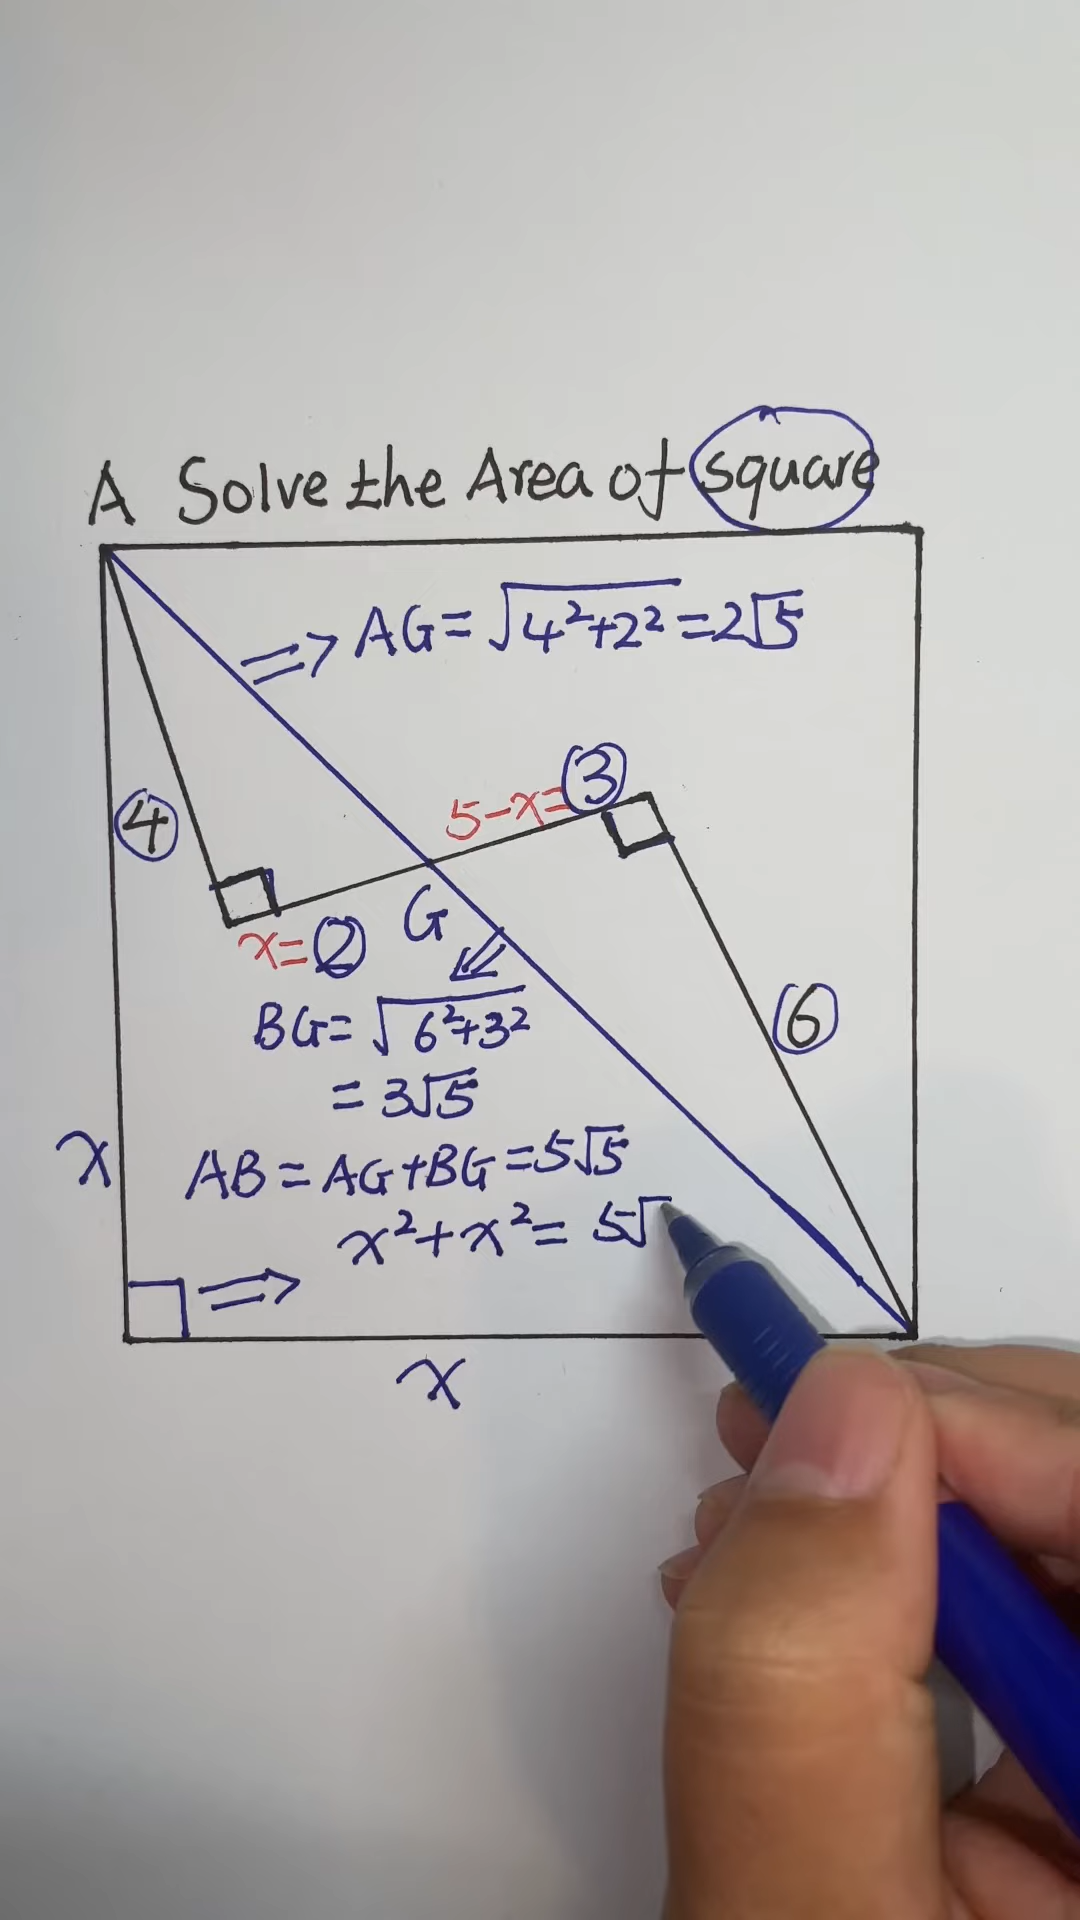 A Solve the Area of square
⇒ AG = √4²+2² = 2√5
4
5-x=3
6
x=2
G
BG = √6²+3²
= 3√5
AB = AG+BG = 5√5
x
x²+x² = 5√
⇒
x